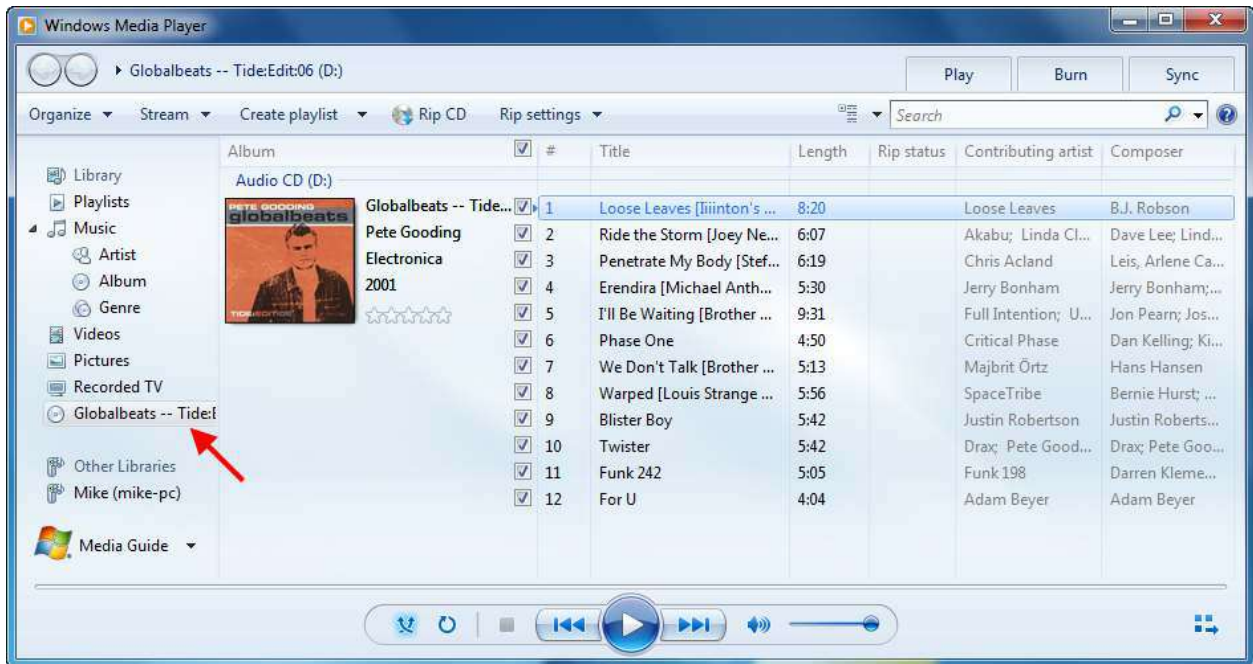 Windows Media Player
Globalbeats -- Tide:Edit:06 (D:)
Play Burn Sync
Organize Stream Create playlist Rip CD Rip settings Search
Album # Title Length Rip status Contributing artist Composer
Library
Playlists
Music
Artist
Album
Genre
Videos
Pictures
Recorded TV
Globalbeats -- Tide:E
Other Libraries
Mike (mike-pc)
Media Guide
Audio CD (D:)
PETE GOODING
globalbeats
TIDE:EDIT:06
Globalbeats -- Tide...
Pete Gooding
Electronica
2001
1 Loose Leaves [Iiiinton's ... 8:20 Loose Leaves B.J. Robson
2 Ride the Storm [Joey Ne... 6:07 Akabu; Linda Cl... Dave Lee; Lind...
3 Penetrate My Body [Stef... 6:19 Chris Acland Leis, Arlene Ca...
4 Erendira [Michael Anth... 5:30 Jerry Bonham Jerry Bonham;...
5 I'll Be Waiting [Brother ... 9:31 Full Intention; U... Jon Pearn; Jos...
6 Phase One 4:50 Critical Phase Dan Kelling; Ki...
7 We Don't Talk [Brother ... 5:13 Majbrit Örtz Hans Hansen
8 Warped [Louis Strange ... 5:56 SpaceTribe Bernie Hurst; ...
9 Blister Boy 5:42 Justin Robertson Justin Roberts...
10 Twister 5:42 Drax; Pete Good... Drax; Pete Goo...
11 Funk 242 5:05 Funk 198 Darren Kleme...
12 For U 4:04 Adam Beyer Adam Beyer